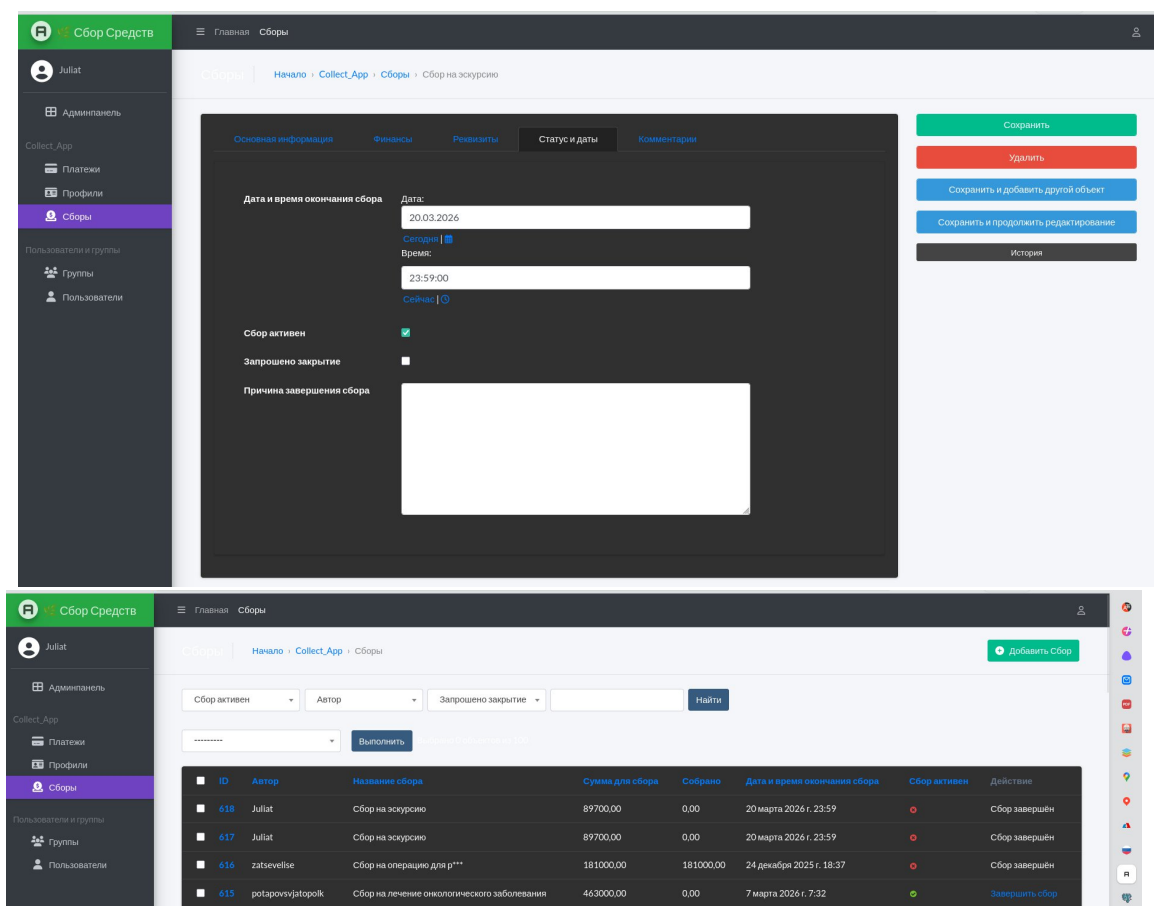 Сбор Средств
Главная Сборы
Juliat
Сборы Начало › Collect_App › Сборы › Сбор на эскурсию
Админпанель
Collect_App
Платежи
Профили
Сборы
Пользователи и группы
Группы
Пользователи
Основная информация Финансы Реквизиты Статус и даты Комментарии
Дата и время окончания сбора Дата:
20.03.2026
Сегодня |
Время:
23:59:00
Сейчас |
Сбор активен
Запрошено закрытие
Причина завершения сбора
Сохранить
Удалить
Сохранить и добавить другой объект
Сохранить и продолжить редактирование
История
Сбор Средств
Главная Сборы
Juliat
Сборы Начало › Collect_App › Сборы
Добавить Сбор
Админпанель
Collect_App
Платежи
Профили
Сборы
Пользователи и группы
Группы
Пользователи
Сбор активен Автор Запрошено закрытие Найти
--------- Выполнить
ID Автор Название сбора Сумма для сбора Собрано Дата и время окончания сбора Сбор активен Действие
618 Juliat Сбор на эскурсию 89700,00 0,00 20 марта 2026 г. 23:59 Сбор завершён
617 Juliat Сбор на эскурсию 89700,00 0,00 20 марта 2026 г. 23:59 Сбор завершён
616 zatsevelise Сбор на операцию для р*** 181000,00 181000,00 24 декабря 2025 г. 18:37 Сбор завершён
615 potapovsvjatopolk Сбор на лечение онкологического заболевания 463000,00 0,00 7 марта 2026 г. 7:32 Завершить сбор